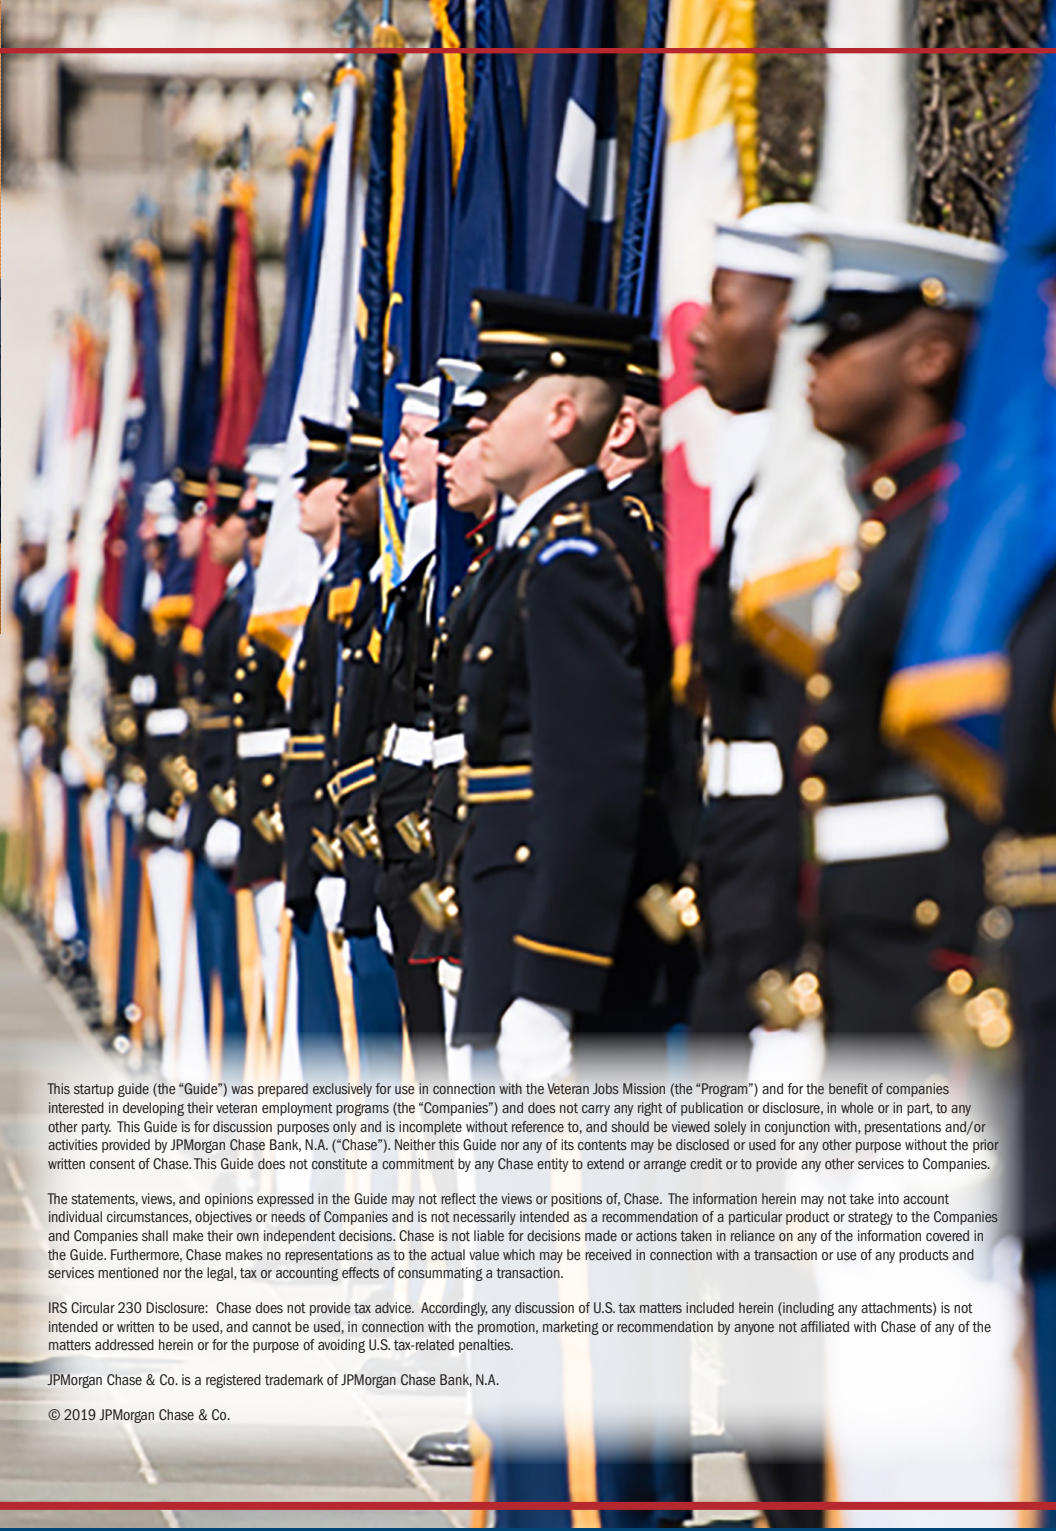 This startup guide (the “Guide”) was prepared exclusively for use in connection with the Veteran Jobs Mission (the “Program”) and for the benefit of companies
interested in developing their veteran employment programs (the “Companies”) and does not carry any right of publication or disclosure, in whole or in part, to any
other party.  This Guide is for discussion purposes only and is incomplete without reference to, and should be viewed solely in conjunction with, presentations and/or
activities provided by JPMorgan Chase Bank, N.A. (“Chase”). Neither this Guide nor any of its contents may be disclosed or used for any other purpose without the prior
written consent of Chase. This Guide does not constitute a commitment by any Chase entity to extend or arrange credit or to provide any other services to Companies.
The statements, views, and opinions expressed in the Guide may not reflect the views or positions of, Chase.  The information herein may not take into account
individual circumstances, objectives or needs of Companies and is not necessarily intended as a recommendation of a particular product or strategy to the Companies
and Companies shall make their own independent decisions. Chase is not liable for decisions made or actions taken in reliance on any of the information covered in
the Guide. Furthermore, Chase makes no representations as to the actual value which may be received in connection with a transaction or use of any products and
services mentioned nor the legal, tax or accounting effects of consummating a transaction.
IRS Circular 230 Disclosure:  Chase does not provide tax advice.  Accordingly, any discussion of U.S. tax matters included herein (including any attachments) is not
intended or written to be used, and cannot be used, in connection with the promotion, marketing or recommendation by anyone not affiliated with Chase of any of the
matters addressed herein or for the purpose of avoiding U.S. tax-related penalties.
JPMorgan Chase & Co. is a registered trademark of JPMorgan Chase Bank, N.A.
© 2019 JPMorgan Chase & Co.